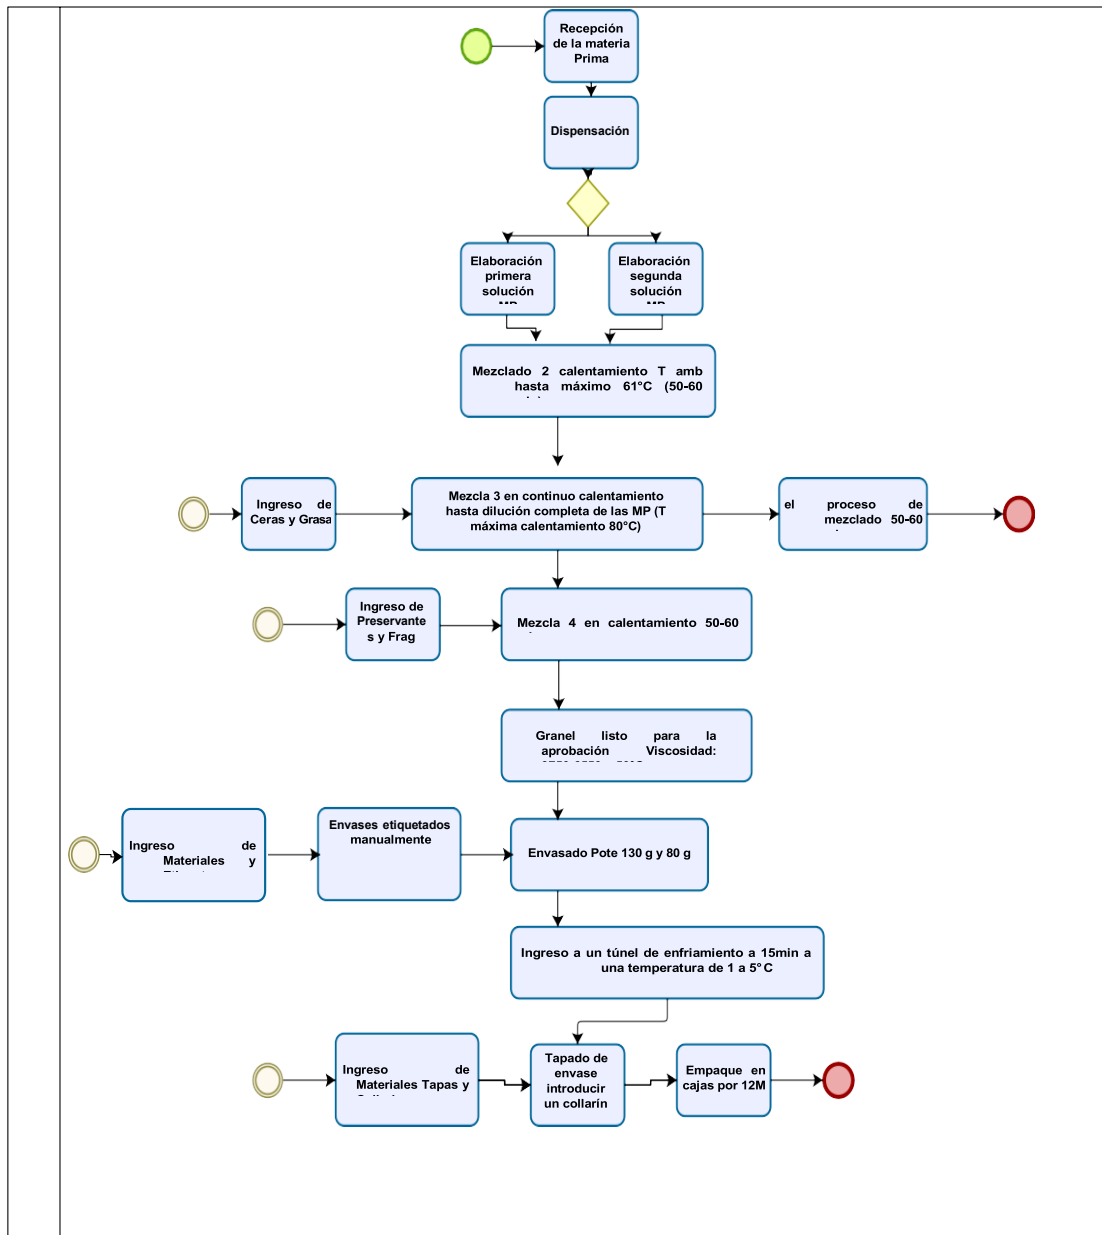 Recepción
de la materia
Prima
Dispensación
Elaboración
primera
solución
Elaboración
segunda
solución
Mezclado 2 calentamiento T amb
hasta máximo 61°C (50-60
Ingreso de
Ceras y Grasa
Mezcla 3 en continuo calentamiento
hasta dilución completa de las MP (T
máxima calentamiento 80°C)
el proceso de
mezclado 50-60
Ingreso de
Preservante
s y Frag
Mezcla 4 en calentamiento 50-60
Granel listo para la
aprobación Viscosidad:
Ingreso de
Materiales y
Envases etiquetados
manualmente
Envasado Pote 130 g y 80 g
Ingreso a un túnel de enfriamiento a 15min a
una temperatura de 1 a 5°C
Ingreso de
Materiales Tapas y
Tapado de
envase
introducir
un collarín
Empaque en
cajas por 12M